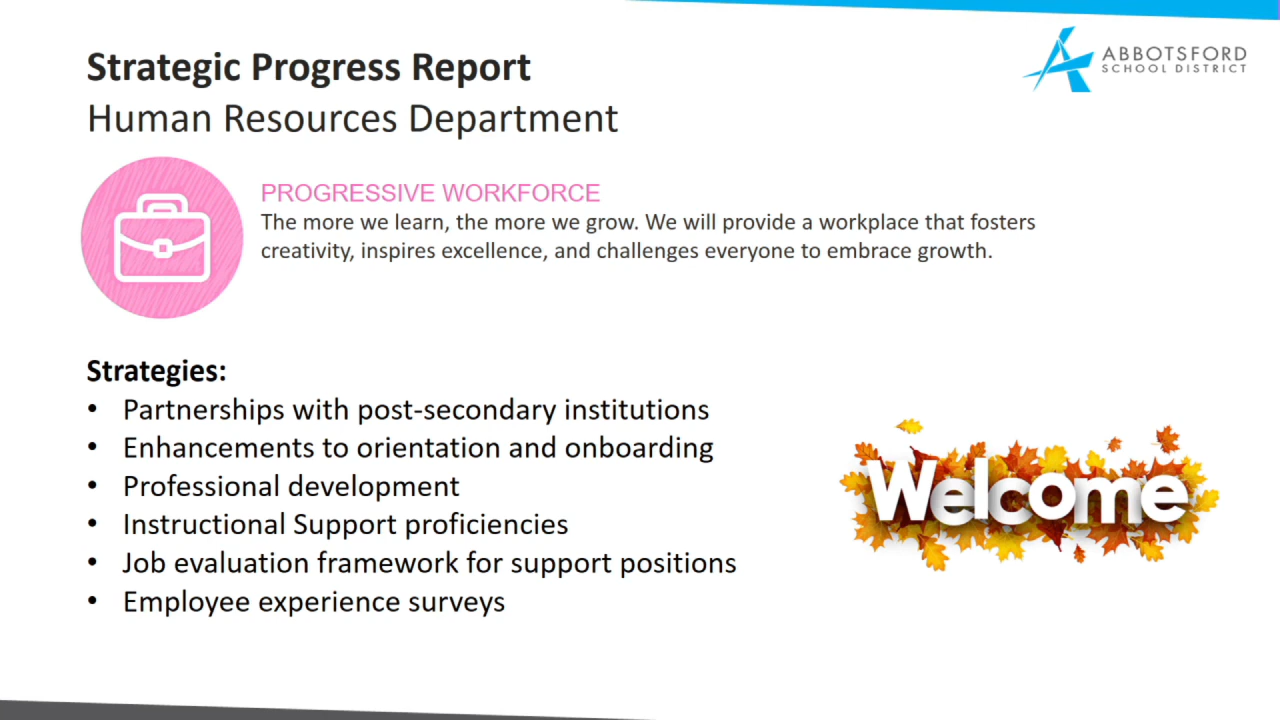 Strategic Progress Report
Human Resources Department
ABBOTSFORD
SCHOOL DISTRICT
PROGRESSIVE WORKFORCE
The more we learn, the more we grow. We will provide a workplace that fosters
creativity, inspires excellence, and challenges everyone to embrace growth.
Strategies:
• Partnerships with post-secondary institutions
• Enhancements to orientation and onboarding
• Professional development
• Instructional Support proficiencies
• Job evaluation framework for support positions
• Employee experience surveys
Welcome